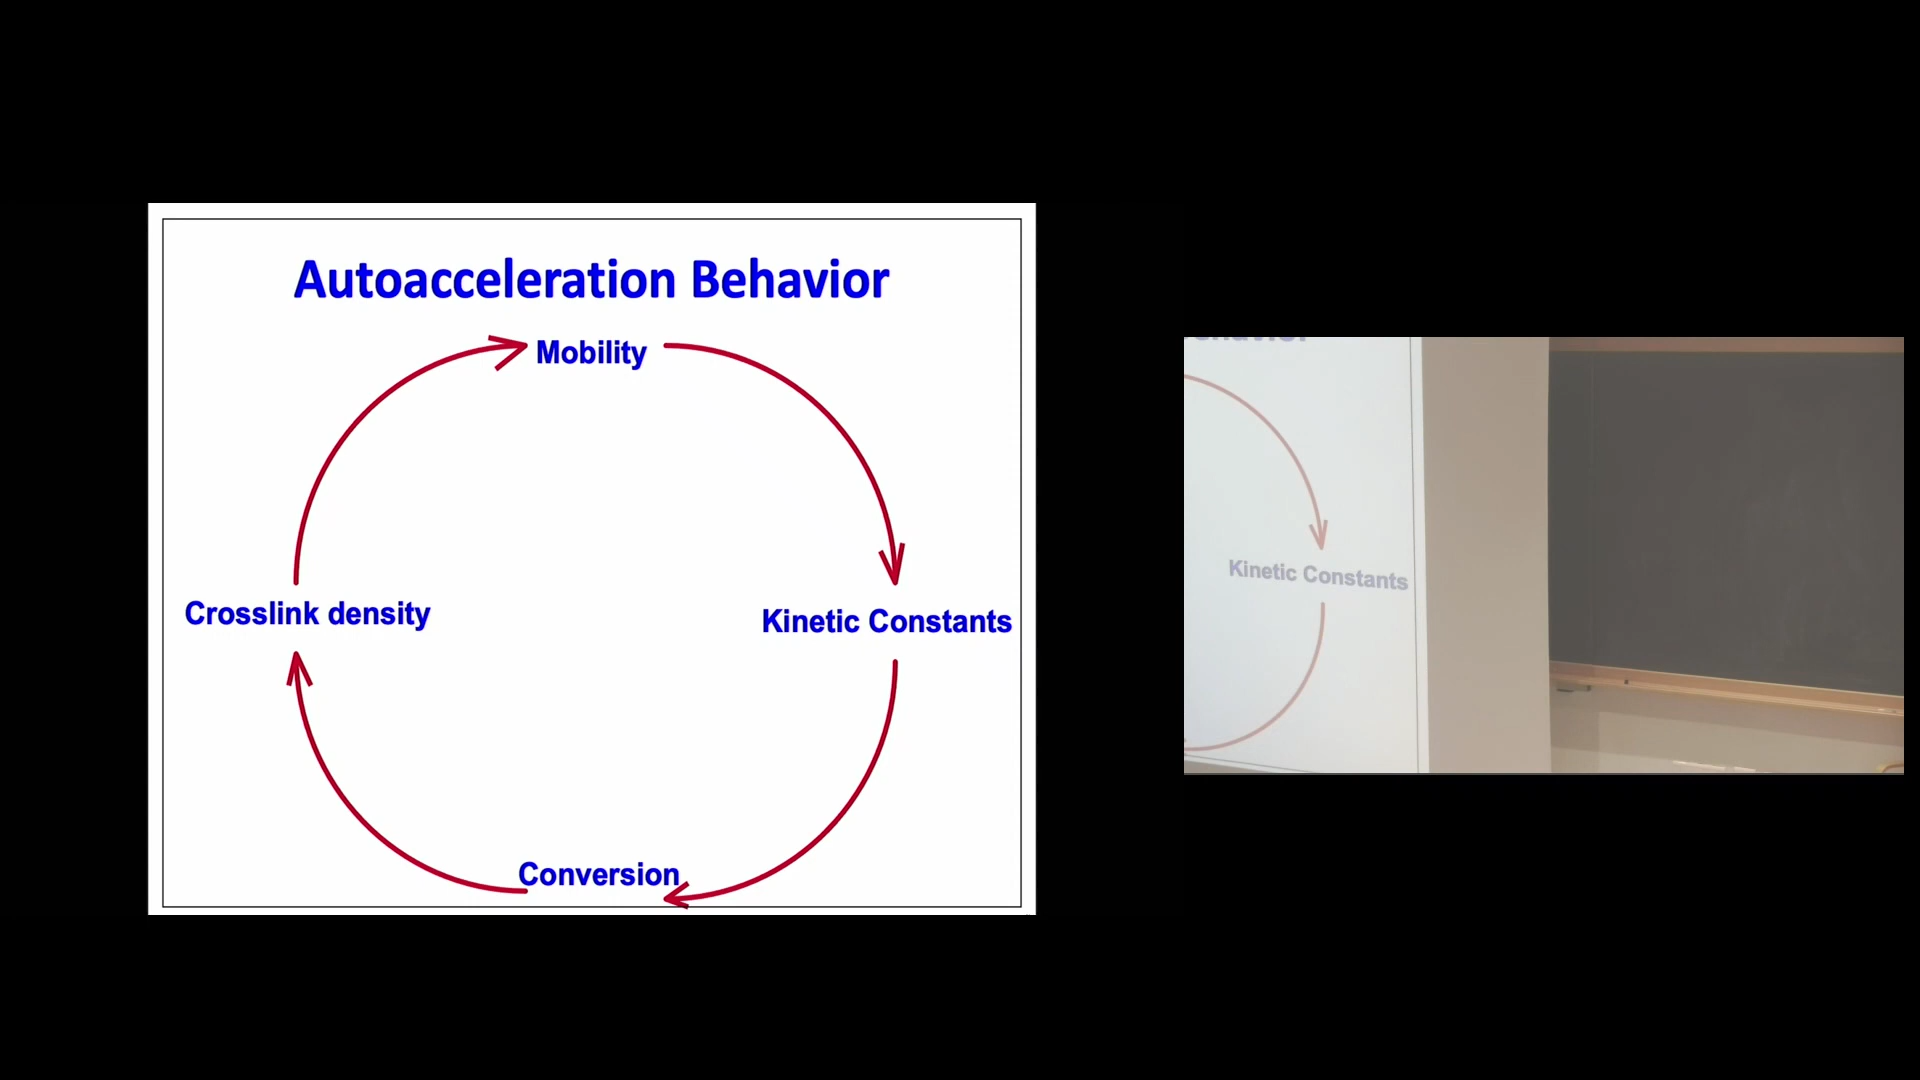 Autoacceleration Behavior
Mobility
Crosslink density
Kinetic Constants
Conversion
Kinetic Constants